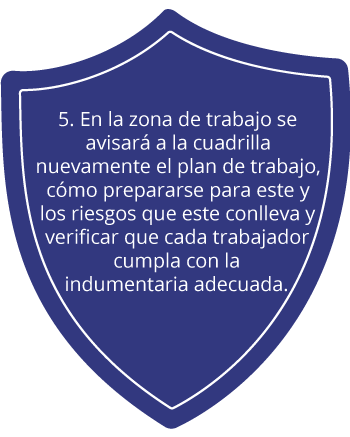 5. En la zona de trabajo se
avisará a la cuadrilla
nuevamente el plan de trabajo,
cómo prepararse para este y
los riesgos que este conlleva y
verificar que cada trabajador
cumpla con la
indumentaria adecuada.